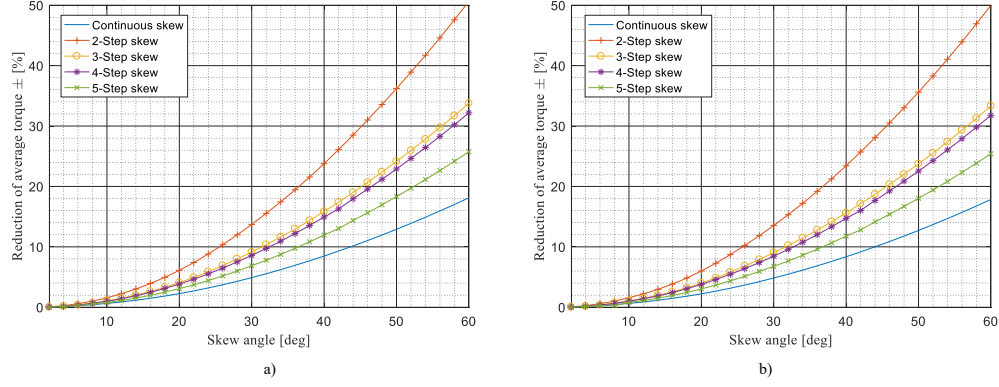 50
40
30
20
10
0
Reduction of average torque ± [%]
Continuous skew
2-Step skew
3-Step skew
4-Step skew
5-Step skew
10 20 30 40 50 60
Skew angle [deg]
a)
50
40
30
20
10
0
Reduction of average torque ± [%]
Continuous skew
2-Step skew
3-Step skew
4-Step skew
5-Step skew
10 20 30 40 50 60
Skew angle [deg]
b)